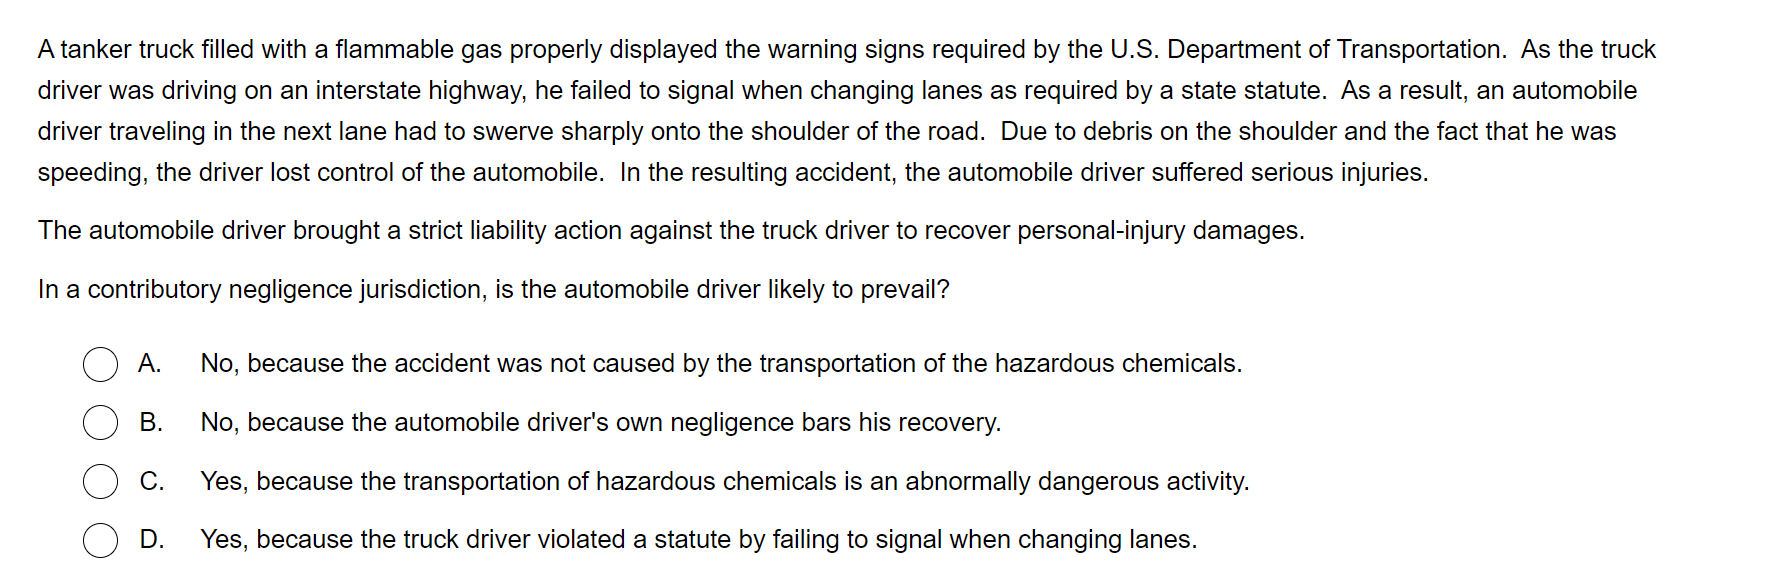 A tanker truck filled with a flammable gas properly displayed the warning signs required by the U.S. Department of Transportation.  As the truck
driver was driving on an interstate highway, he failed to signal when changing lanes as required by a state statute.  As a result, an automobile
driver traveling in the next lane had to swerve sharply onto the shoulder of the road.  Due to debris on the shoulder and the fact that he was
speeding, the driver lost control of the automobile.  In the resulting accident, the automobile driver suffered serious injuries.
The automobile driver brought a strict liability action against the truck driver to recover personal-injury damages.
In a contributory negligence jurisdiction, is the automobile driver likely to prevail?
A. No, because the accident was not caused by the transportation of the hazardous chemicals.
B. No, because the automobile driver's own negligence bars his recovery.
C. Yes, because the transportation of hazardous chemicals is an abnormally dangerous activity.
D. Yes, because the truck driver violated a statute by failing to signal when changing lanes.